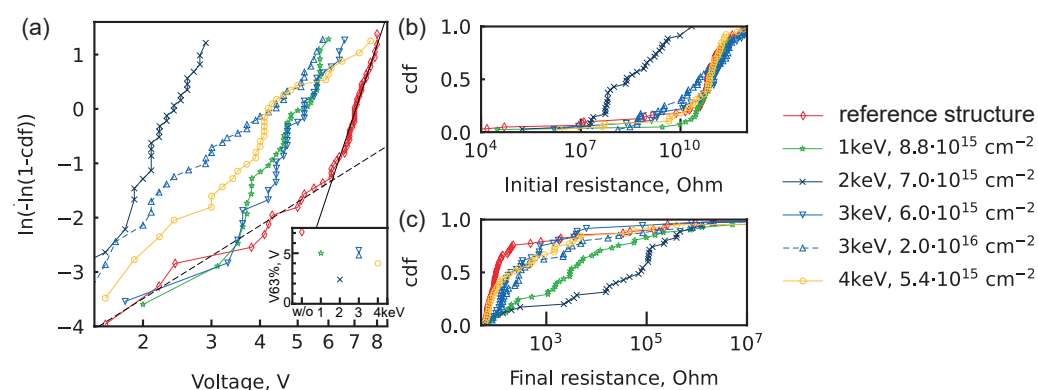 (a)
ln(-ln(1-cdf))
1
0
−1
−2
−3
−4
2
3
4
5
6
7
8
Voltage, V
V63%, V
5
0
w/o 1 2 3 4keV
(b)
cdf
1.0
0.5
0.0
10^4
10^7
10^10
Initial resistance, Ohm
(c)
cdf
1.0
0.5
0.0
10^3
10^5
10^7
Final resistance, Ohm
reference structure
1keV, 8.8·10^15 cm^−2
2keV, 7.0·10^15 cm^−2
3keV, 6.0·10^15 cm^−2
3keV, 2.0·10^16 cm^−2
4keV, 5.4·10^15 cm^−2